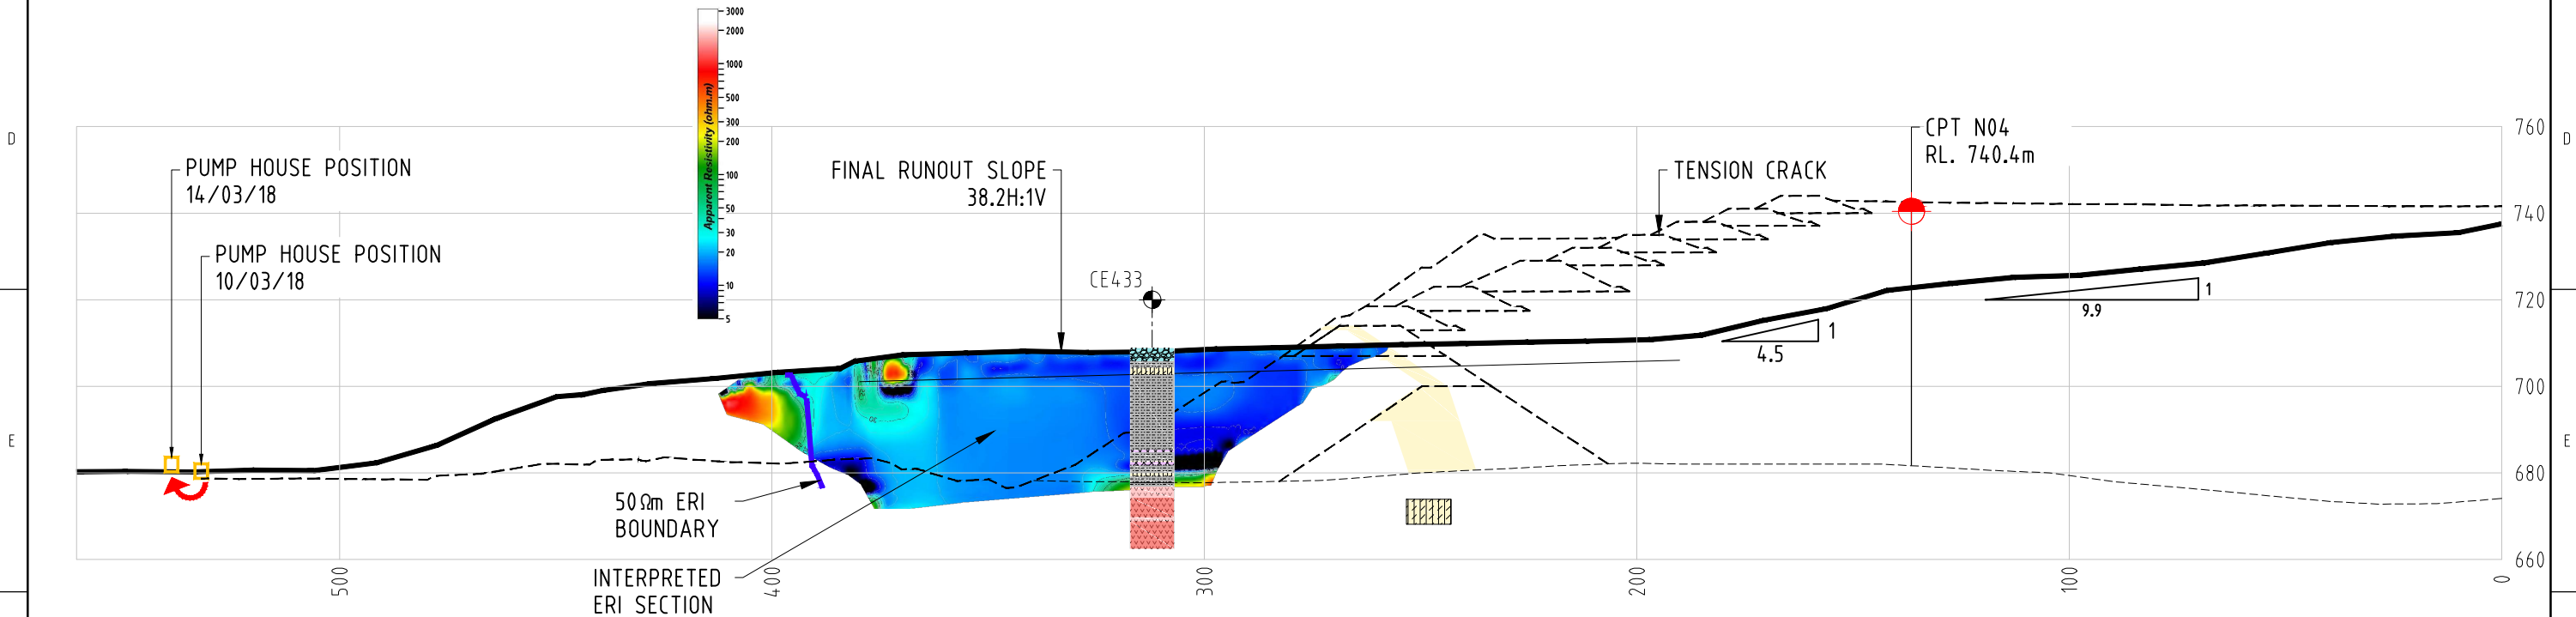 3000
2000
1000
500
300
200
100
50
30
20
10
5
Apparent Resistivity (ohm.m)
D
D
E
E
PUMP HOUSE POSITION
14/03/18
PUMP HOUSE POSITION
10/03/18
FINAL RUNOUT SLOPE
38.2H:1V
CE433
TENSION CRACK
CPT N04
RL. 740.4m
760
740
720
700
680
660
1
9.9
1
4.5
50Ωm ERI
BOUNDARY
INTERPRETED
ERI SECTION
500
400
300
200
100
0